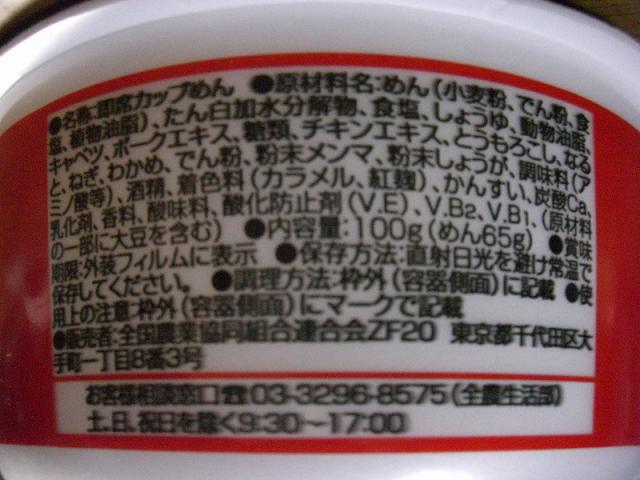 ●名称:即席カップめん ●原材料名:めん(小麦粉、でん粉、食
塩、植物油脂)、たん白加水分解物、食塩、しょうゆ、動物油脂、
キャベツ、ポークエキス、糖類、チキンエキス、とうもろこし、なる
と、ねぎ、わかめ、でん粉、粉末メンマ、粉末しょうが、調味料(ア
ミノ酸等)、酒精、着色料(カラメル、紅麹)、かんすい、炭酸Ca、
乳化剤、香料、酸味料、酸化防止剤(V.E)、V.B2、V.B1、(原材料
の一部に大豆を含む) ●内容量:100g(めん65g) ●賞味
期限:外装フィルムに表示 ●保存方法:直射日光を避け常温で
保存してください。 ●調理方法:枠外(容器側面)に記載 ●使
用上の注意:枠外(容器側面)にマークで記載
●販売者:全国農業協同組合連合会ZF20 東京都千代田区大
手町一丁目8番3号
お客様相談窓口☎03-3296-8575(全農生活部)
土、日、祝日を除く9:30〜17:00